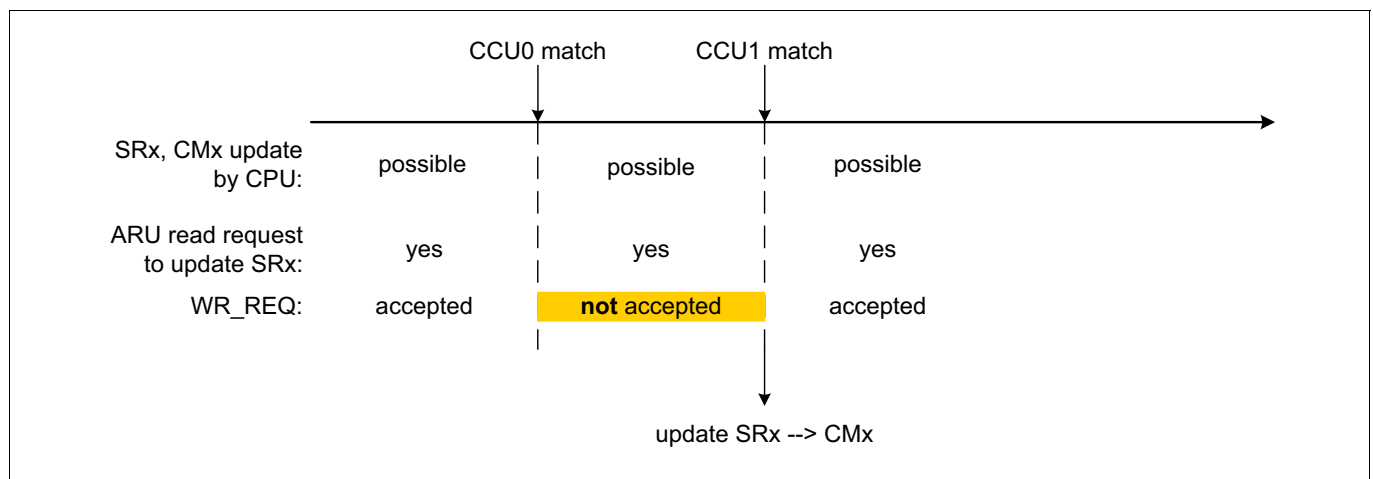 CCU0 match CCU1 match
SRx, CMx update
by CPU:
possible possible possible
ARU read request
to update SRx:
yes yes yes
WR_REQ: accepted not accepted accepted
update SRx --> CMx